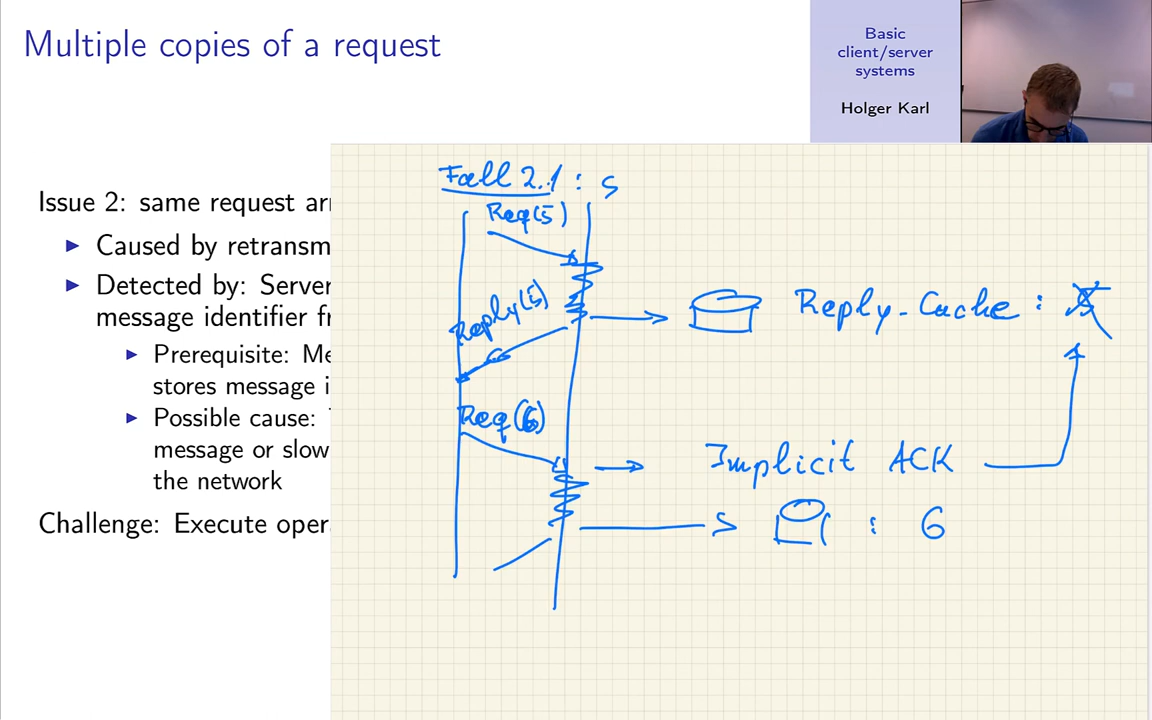 Multiple copies of a request
Basic
client/server
systems
Holger Karl
Issue 2: same request arr
Caused by retransm
Detected by: Server
message identifier fr
Prerequisite: Me
stores message i
Possible cause:
message or slow
the network
Challenge: Execute oper
Fall 2.1 : S
Req(5)
Reply(5)
Reply-Cache : 5
Req(6)
Implicit ACK
: 6